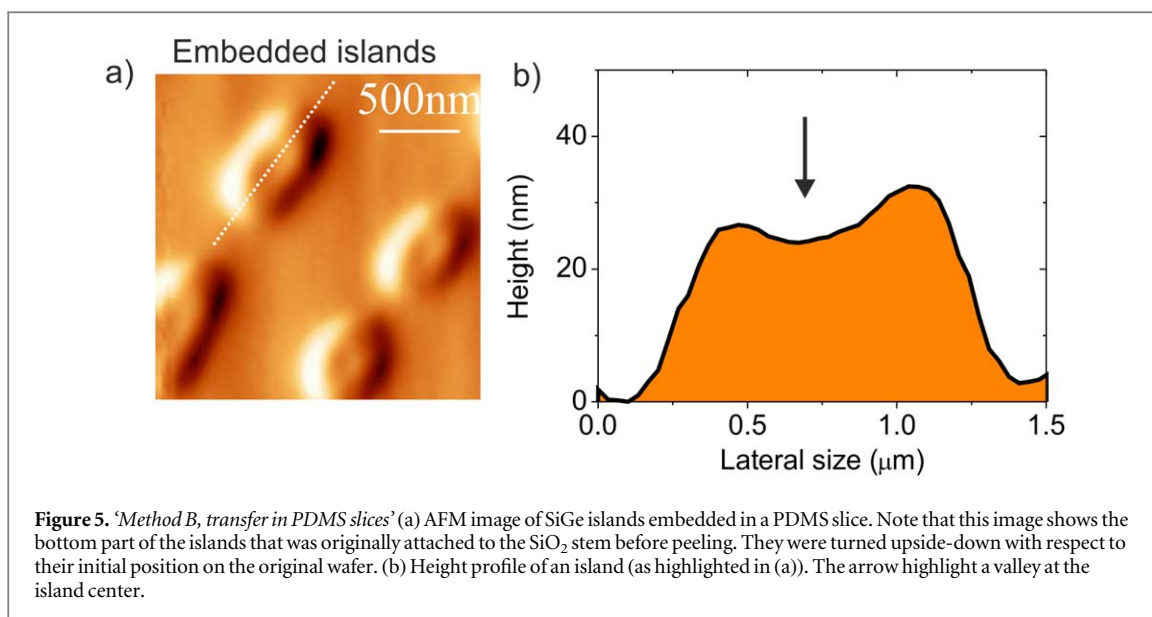 Embedded islands
a)
500nm
b)
Height (nm)
40
20
0
0.0 0.5 1.0 1.5
Lateral size (μm)
Figure 5. ‘Method B, transfer in PDMS slices’ (a) AFM image of SiGe islands embedded in a PDMS slice. Note that this image shows the
bottom part of the islands that was originally attached to the SiO₂ stem before peeling. They were turned upside-down with respect to
their initial position on the original wafer. (b) Height profile of an island (as highlighted in (a)). The arrow highlight a valley at the
island center.